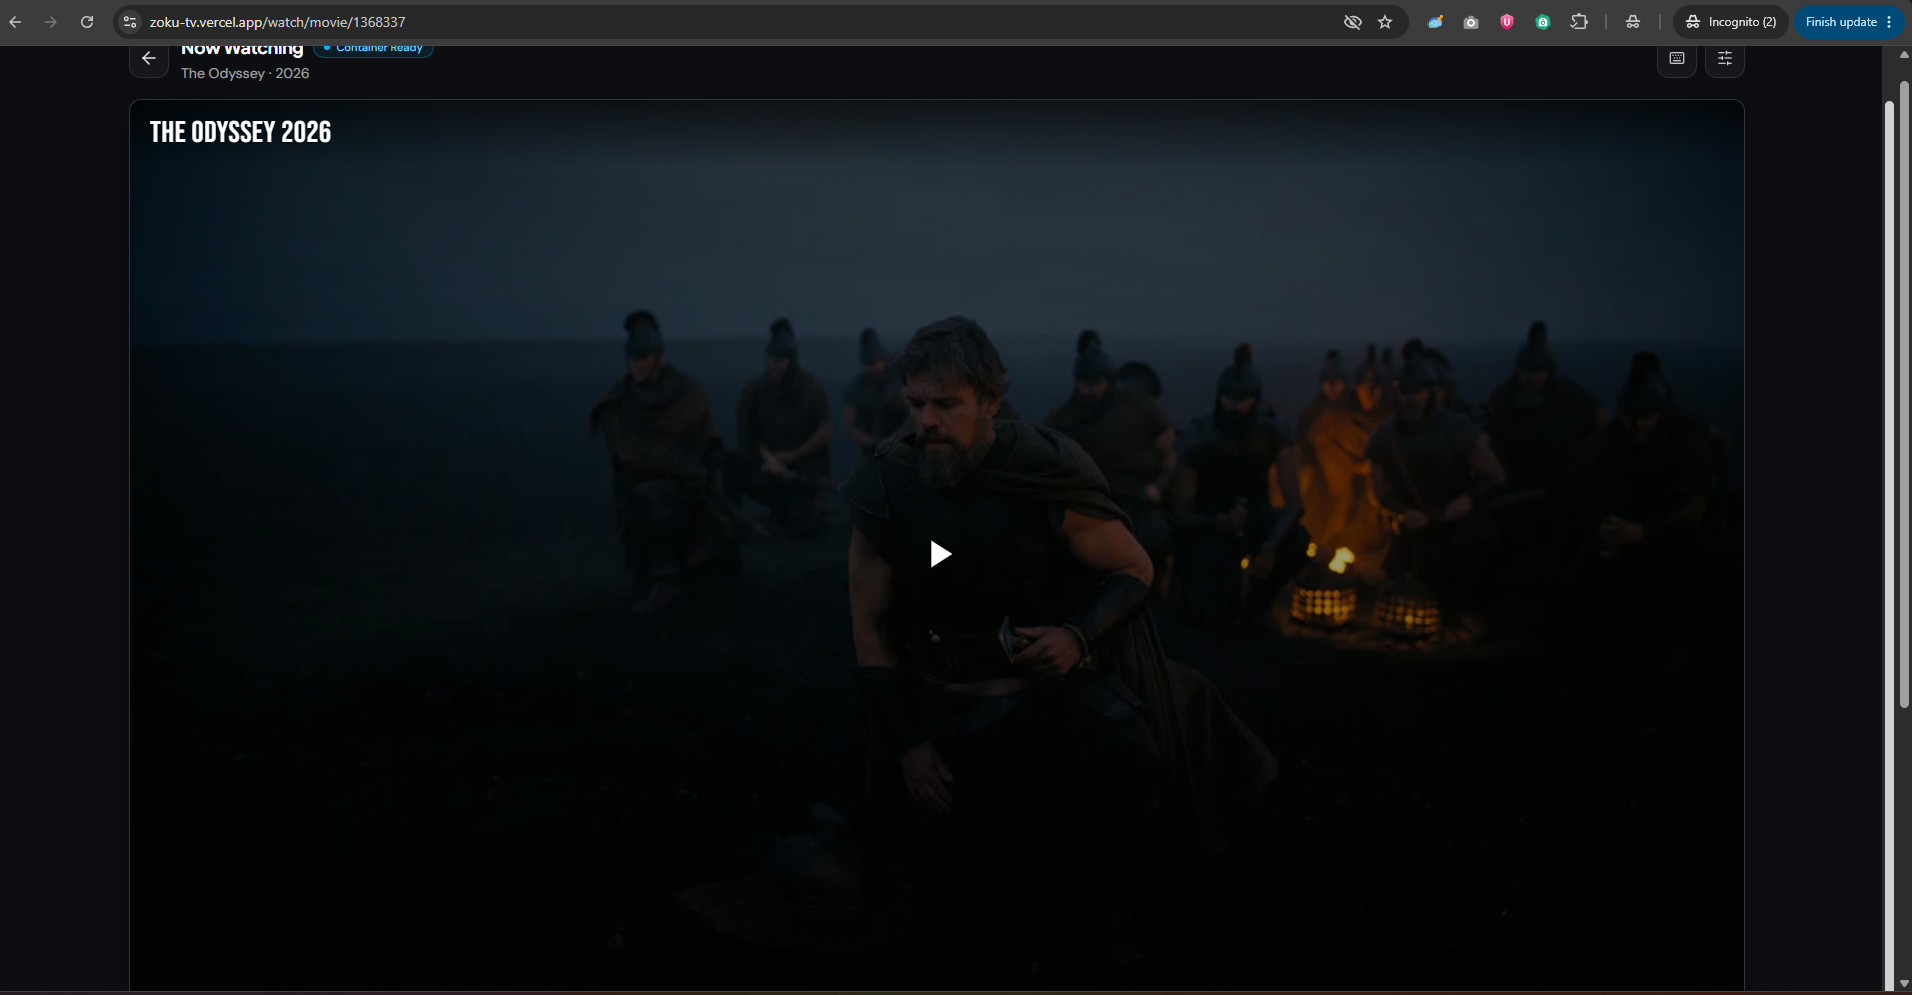 zoku-tv.vercel.app/watch/movie/1368337
Incognito (2)
Finish update
Now Watching
Container Ready
The Odyssey · 2026
THE ODYSSEY 2026